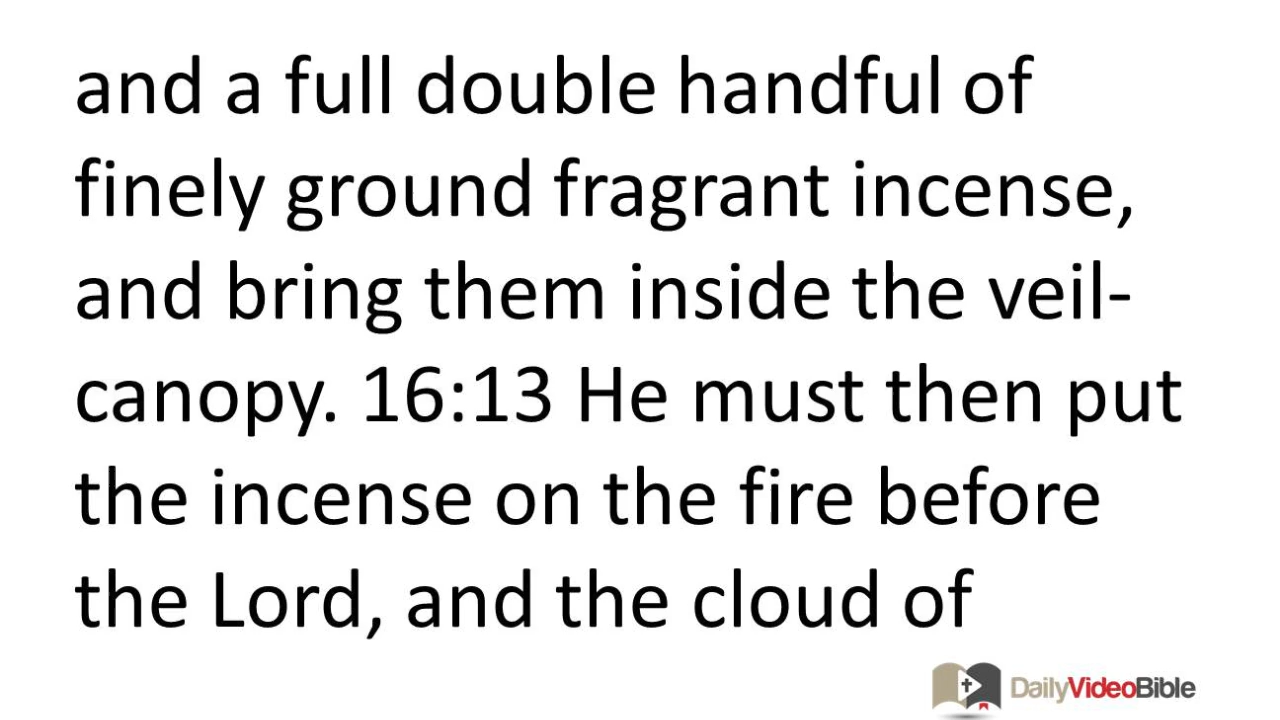 and a full double handful of
finely ground fragrant incense,
and bring them inside the veil-
canopy. 16:13 He must then put
the incense on the fire before
the Lord, and the cloud of
DailyVideoBible